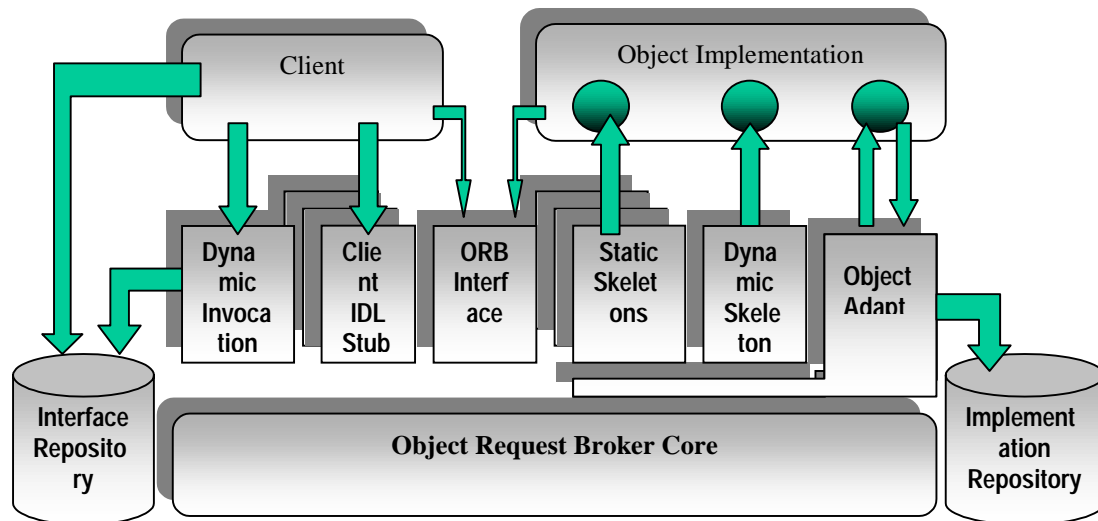 Client
Object Implementation
Dyna
mic
Invoca
tion
Clie
nt
IDL
Stub
ORB
Interf
ace
Static
Skelet
ons
Dyna
mic
Skele
ton
Object
Adapt
Interface
Reposito
ry
Object Request Broker Core
Implement
ation
Repository